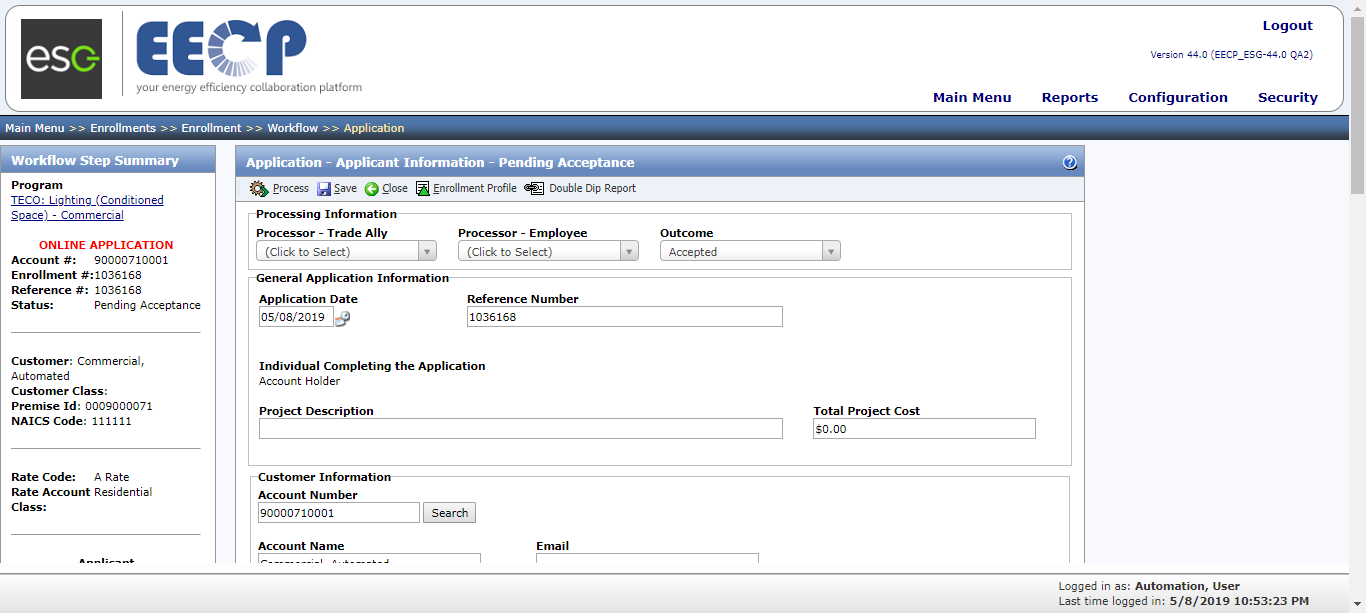 esc
EECP
your energy efficiency collaboration platform
Logout
Version 44.0 (EECP_ESG-44.0 QA2)
Main Menu Reports Configuration Security
Main Menu >> Enrollments >> Enrollment >> Workflow >> Application
Workflow Step Summary
Program
TECO: Lighting (Conditioned
Space) - Commercial
ONLINE APPLICATION
Account #: 90000710001
Enrollment #:1036168
Reference #: 1036168
Status: Pending Acceptance
Customer: Commercial,
Automated
Customer Class:
Premise Id: 0009000071
NAICS Code: 111111
Rate Code: A Rate
Rate Account Residential
Class:
Applicant
Application - Applicant Information - Pending Acceptance
?
Process Save Close Enrollment Profile Double Dip Report
Processing Information
Processor - Trade Ally Processor - Employee Outcome
(Click to Select) (Click to Select) Accepted
General Application Information
Application Date Reference Number
05/08/2019 1036168
Individual Completing the Application
Account Holder
Project Description Total Project Cost
$0.00
Customer Information
Account Number
90000710001 Search
Account Name Email
Commercial, Automated
Logged in as: Automation, User
Last time logged in: 5/8/2019 10:53:23 PM